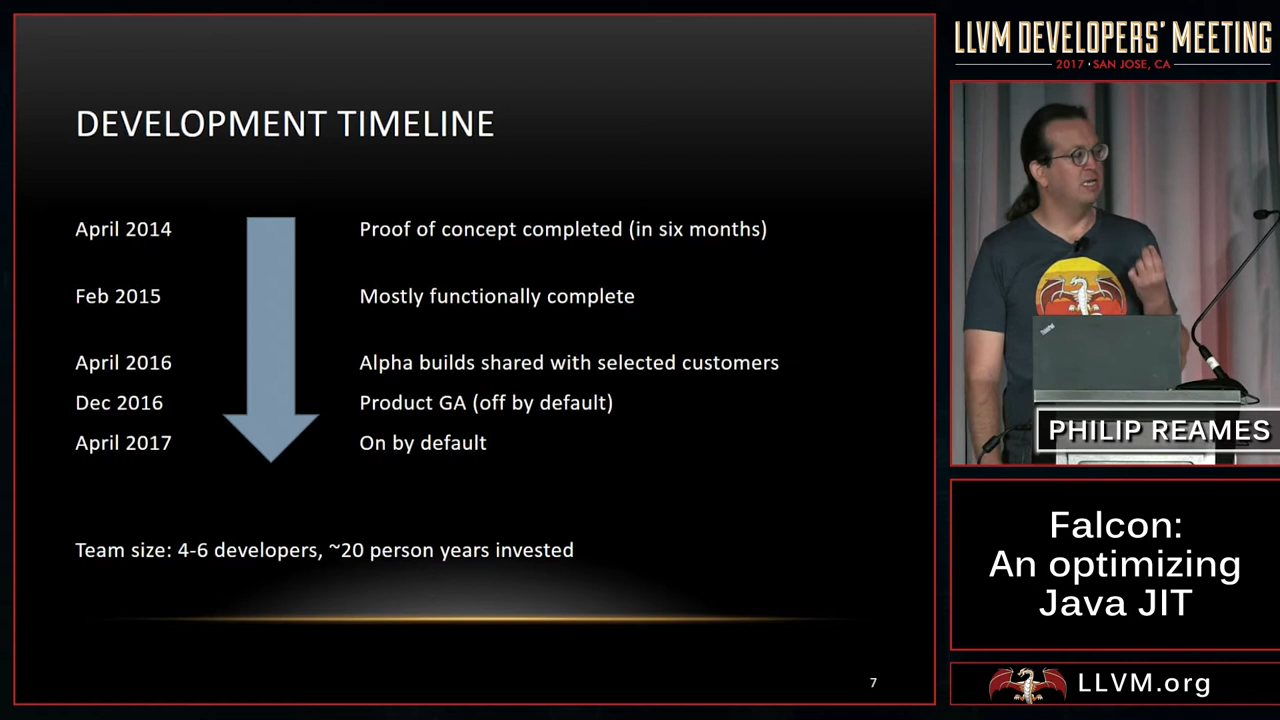 DEVELOPMENT TIMELINE
April 2014 Proof of concept completed (in six months)
Feb 2015 Mostly functionally complete
April 2016 Alpha builds shared with selected customers
Dec 2016 Product GA (off by default)
April 2017 On by default
Team size: 4-6 developers, ~20 person years invested
7
LLVM DEVELOPERS' MEETING
2017 · SAN JOSE, CA
ThinkPad
PHILIP REAMES
Falcon:
An optimizing
Java JIT
LLVM.org